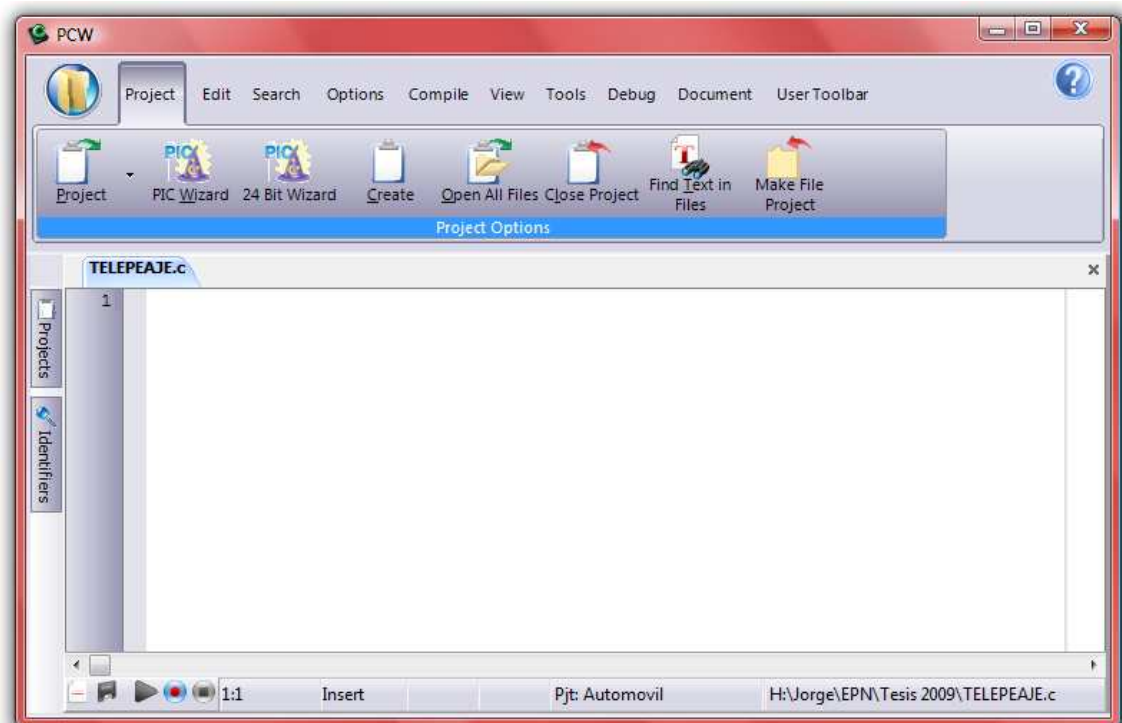 PCW
Project Edit Search Options Compile View Tools Debug Document User Toolbar
Project PIC Wizard 24 Bit Wizard Create Open All Files Close Project Find Text in Files Make File Project
Project Options
TELEPEAJE.c
1
Projects
Identifiers
1:1 Insert Pjt: Automovil H:\Jorge\EPN\Tesis 2009\TELEPEAJE.c